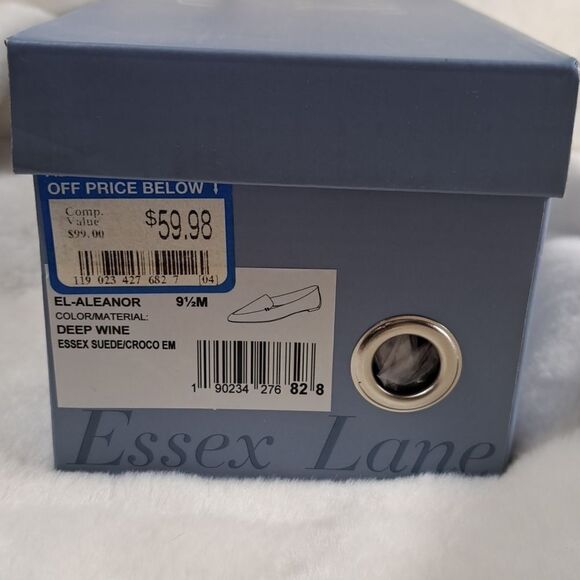 OFF PRICE BELOW
Comp.
Value
$99.00
$59.98
119 023 427 682 7 [04]
EL-ALEANOR 9½M
COLOR/MATERIAL:
DEEP WINE
ESSEX SUEDE/CROCO EM
1 90234 276 82 8
Essex Lane